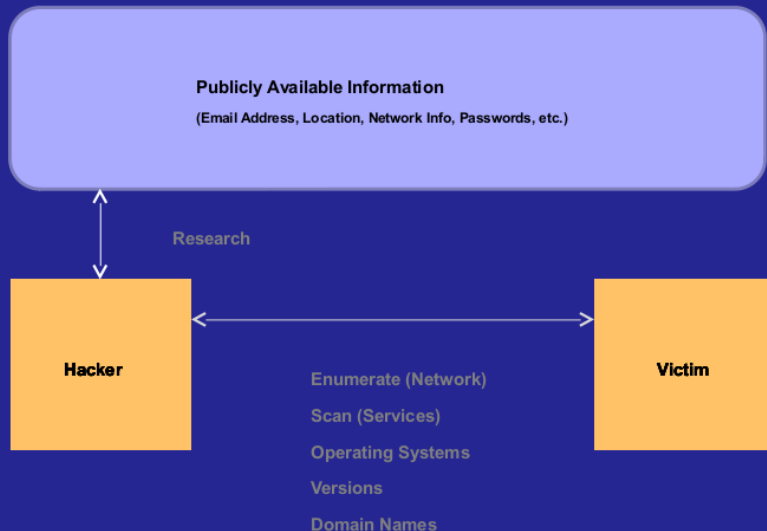 Publicly Available Information
(Email Address, Location, Network Info, Passwords, etc.)
Research
Hacker
Victim
Enumerate (Network)
Scan (Services)
Operating Systems
Versions
Domain Names